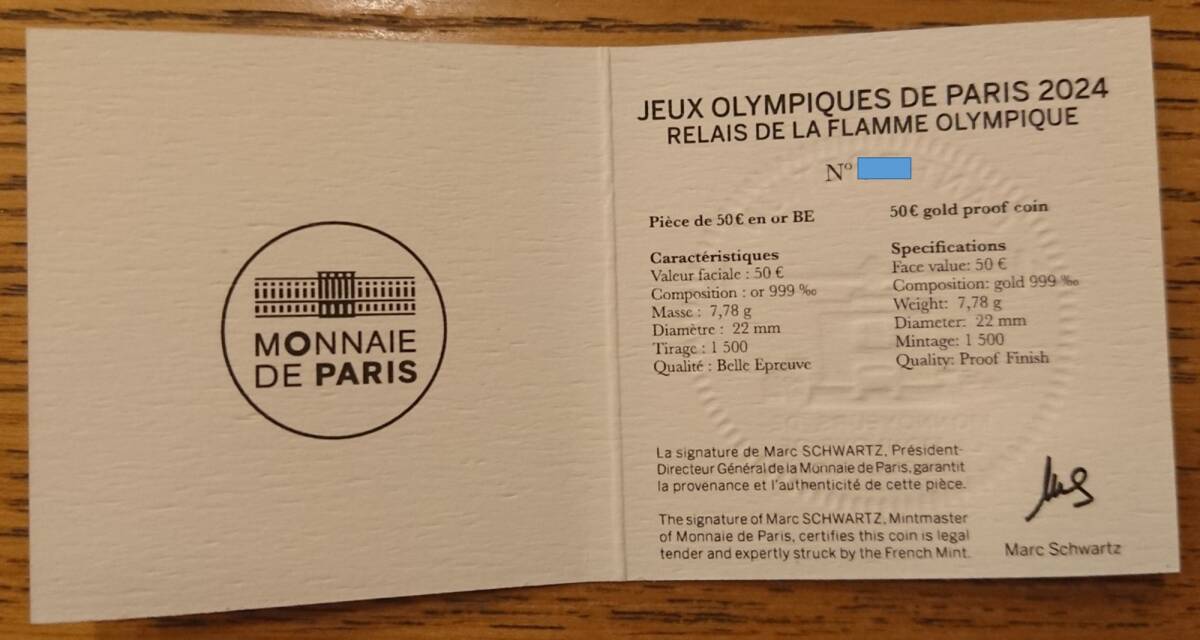 MONNAIE
DE PARIS
JEUX OLYMPIQUES DE PARIS 2024
RELAIS DE LA FLAMME OLYMPIQUE
N°
Pièce de 50 € en or BE
Caractéristiques
Valeur faciale : 50 €
Composition : or 999 ‰
Masse : 7,78 g
Diamètre : 22 mm
Tirage : 1 500
Qualité : Belle Epreuve
50 € gold proof coin
Specifications
Face value: 50 €
Composition: gold 999 ‰
Weight: 7,78 g
Diameter: 22 mm
Mintage: 1 500
Quality: Proof Finish
La signature de Marc SCHWARTZ, Président-
Directeur Général de la Monnaie de Paris, garantit
la provenance et l'authenticité de cette pièce.
The signature of Marc SCHWARTZ, Mintmaster
of Monnaie de Paris, certifies this coin is legal
tender and expertly struck by the French Mint.
Marc Schwartz